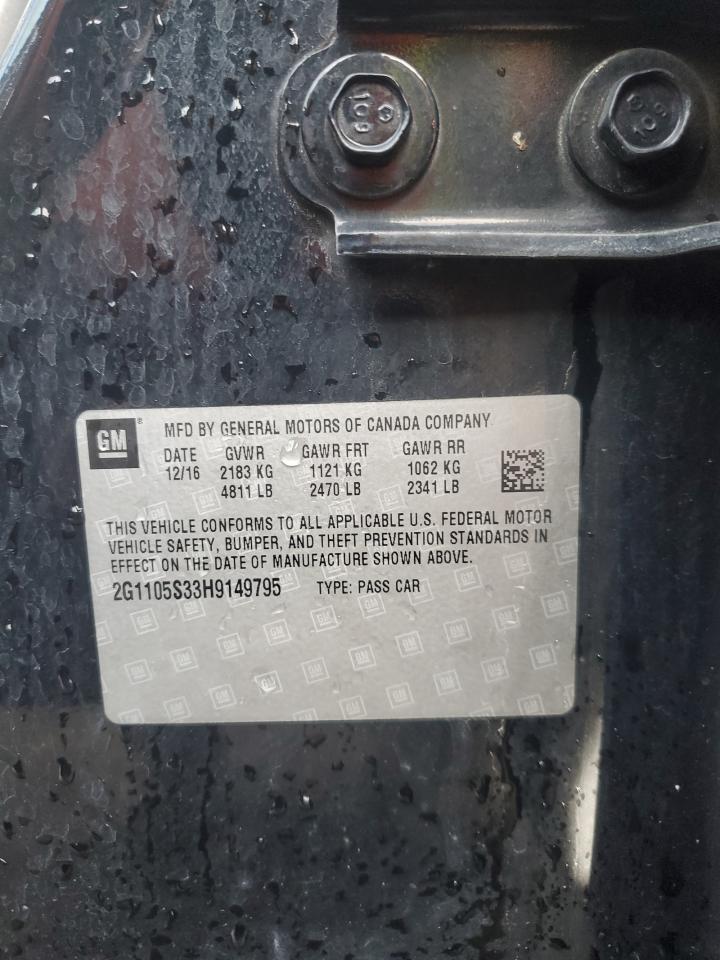 109
GM
MFD BY GENERAL MOTORS OF CANADA COMPANY
DATE GVWR GAWR FRT GAWR RR
12/16 2183 KG 1121 KG 1062 KG
4811 LB 2470 LB 2341 LB
THIS VEHICLE CONFORMS TO ALL APPLICABLE U.S. FEDERAL MOTOR
VEHICLE SAFETY, BUMPER, AND THEFT PREVENTION STANDARDS IN
EFFECT ON THE DATE OF MANUFACTURE SHOWN ABOVE.
2G1105S33H9149795 TYPE: PASS CAR